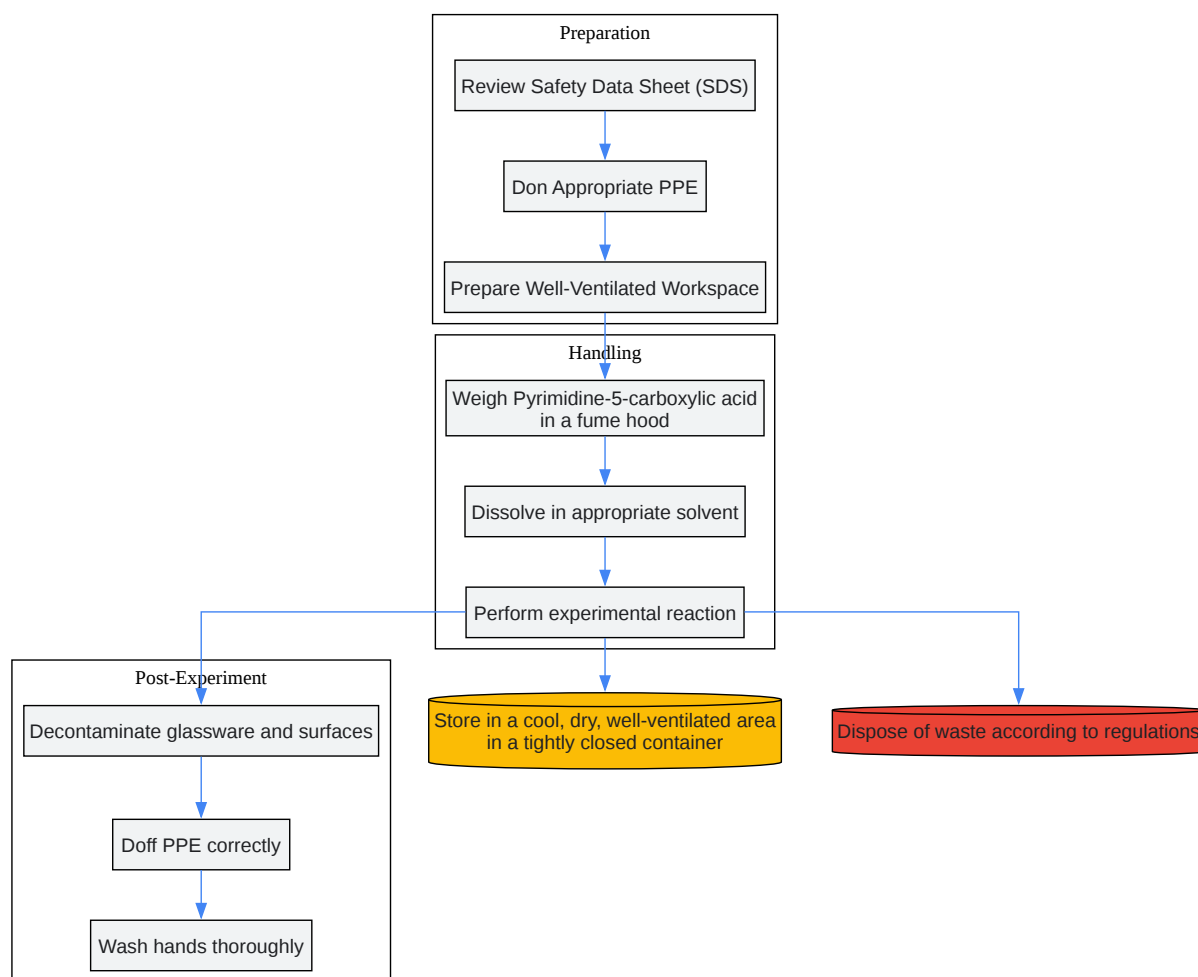 Preparation
Review Safety Data Sheet (SDS)
Don Appropriate PPE
Prepare Well-Ventilated Workspace
Handling
Weigh Pyrimidine-5-carboxylic acid
in a fume hood
Dissolve in appropriate solvent
Perform experimental reaction
Post-Experiment
Decontaminate glassware and surfaces
Doff PPE correctly
Wash hands thoroughly
Store in a cool, dry, well-ventilated area
in a tightly closed container
Dispose of waste according to regulations